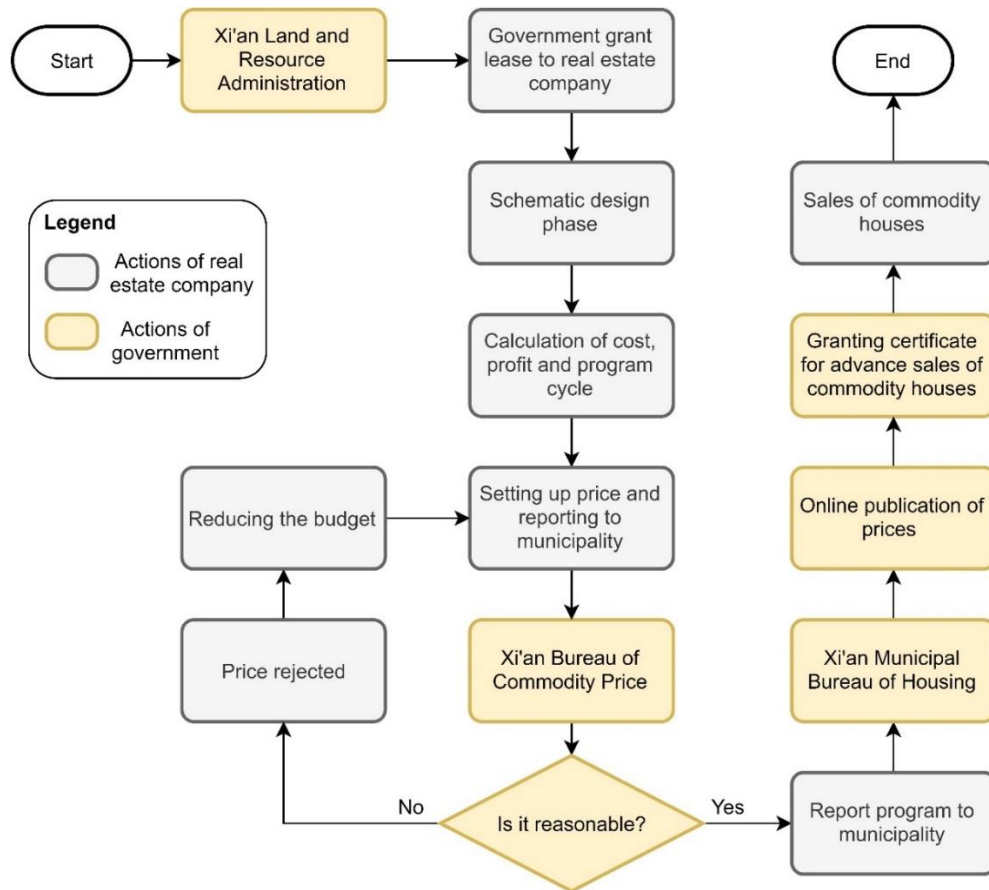 Start
Xi'an Land and
Resource
Administration
Government grant
lease to real estate
company
End
Schematic design
phase
Sales of commodity
houses
Legend
Actions of real
estate company
Actions of
government
Calculation of cost,
profit and program
cycle
Granting certificate
for advance sales of
commodity houses
Reducing the budget
Setting up price and
reporting to
municipality
Online publication of
prices
Price rejected
Xi'an Bureau of
Commodity Price
Xi'an Municipal
Bureau of Housing
No
Is it reasonable?
Yes
Report program to
municipality